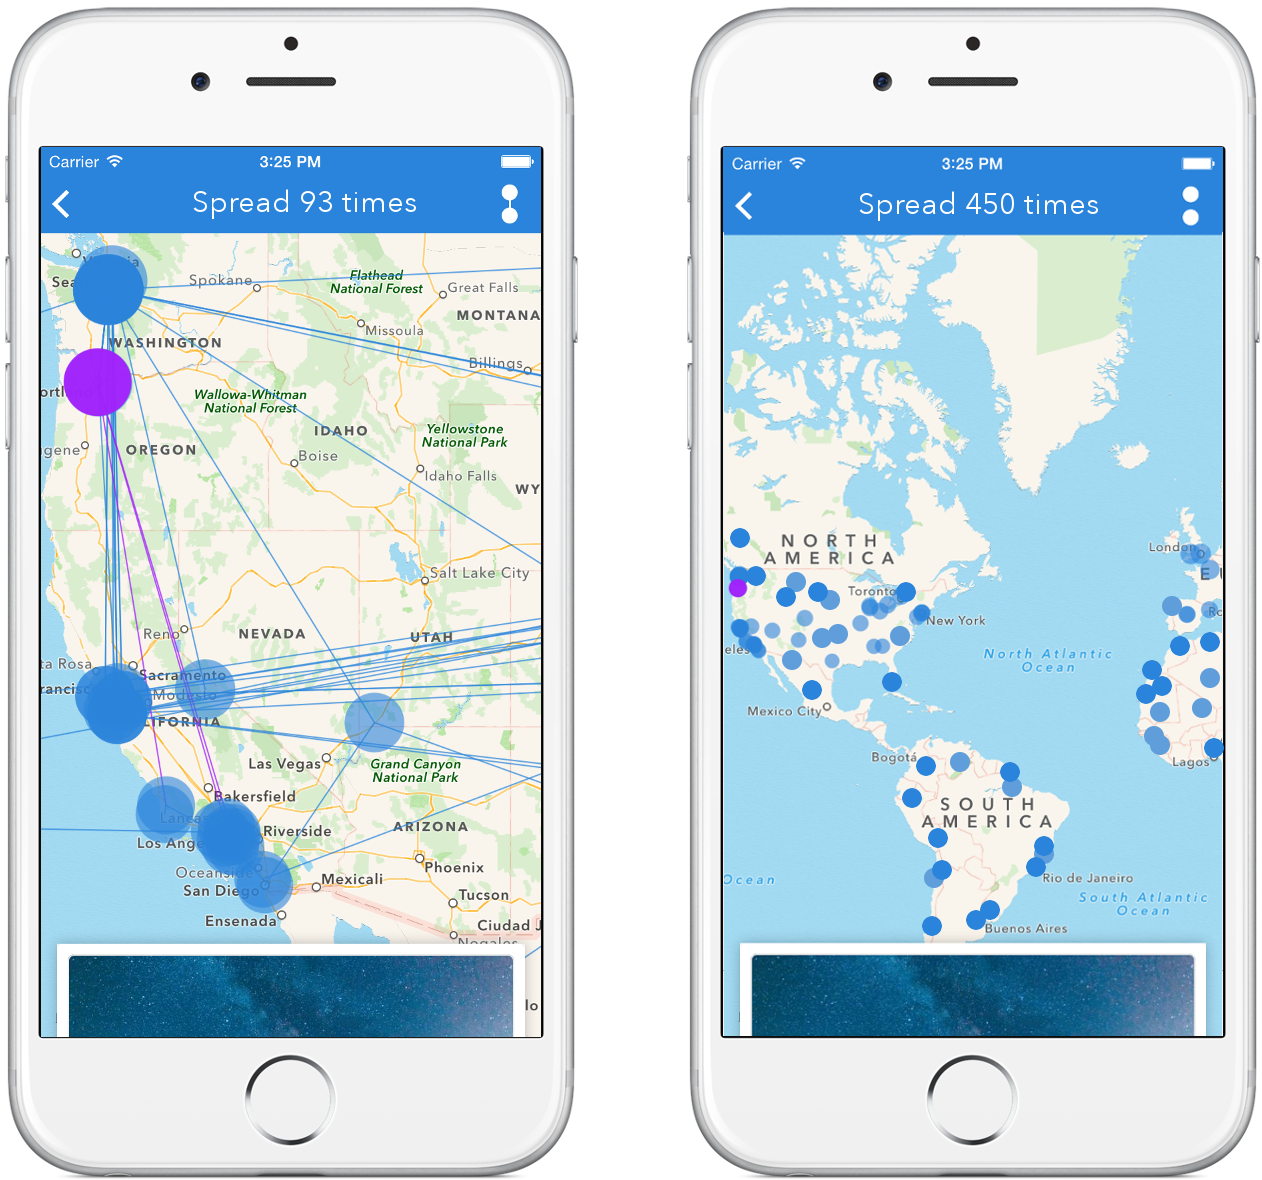 Carrier
3:25 PM
Spread 93 times
Victoria
Sea
Spokane
Flathead
National Forest
Great Falls
MONTANA
Missoula
WASHINGTON
Billings
ortl
Wallowa-Whitman
National Forest
IDAHO
Yellowstone
National Park
gene
OREGON
Boise
Idaho Falls
WY
Salt Lake City
Reno
NEVADA
UTAH
ta Rosa
Sacramento
rancisc
Modesto
LIFORNIA
Las Vegas
Grand Canyon
National Park
Bakersfield
Lancas
Riverside
ARIZONA
Los Ange
Oceanside
Phoenix
San Diego
Mexicali
Tucson
Ensenada
Ciudad J
Nogales
lo
Carrier
3:25 PM
Spread 450 times
NORTH
AMERICA
London
EU
Toronto
New York
Ro
eles
North Atlantic
Ocean
Mexico City
Bogotá
Lagos
SOUTH
AMERICA
Ocean
Rio de Janeiro
South Atlantic
Ocean
Buenos Aires